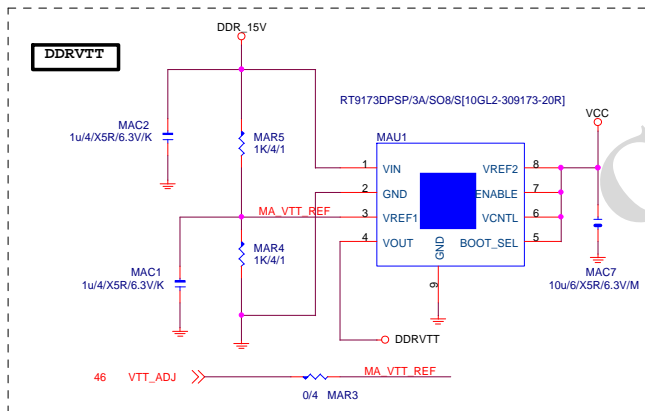 DDR_15V
DDRVTT
RT9173DPSP/3A/SO8/S[10GL2-309173-20R]
VCC
MAC2
1u/4/X5R/6.3V/K
MAR5
1K/4/1
MAU1
1 VIN VREF2 8
2 GND ENABLE 7
MA_VTT_REF 3 VREF1 VCNTL 6
4 VOUT BOOT_SEL 5
GND
9
MAR4
1K/4/1
MAC1
1u/4/X5R/6.3V/K
MAC7
10u/6/X5R/6.3V/M
DDRVTT
46 VTT_ADJ MA_VTT_REF
0/4 MAR3